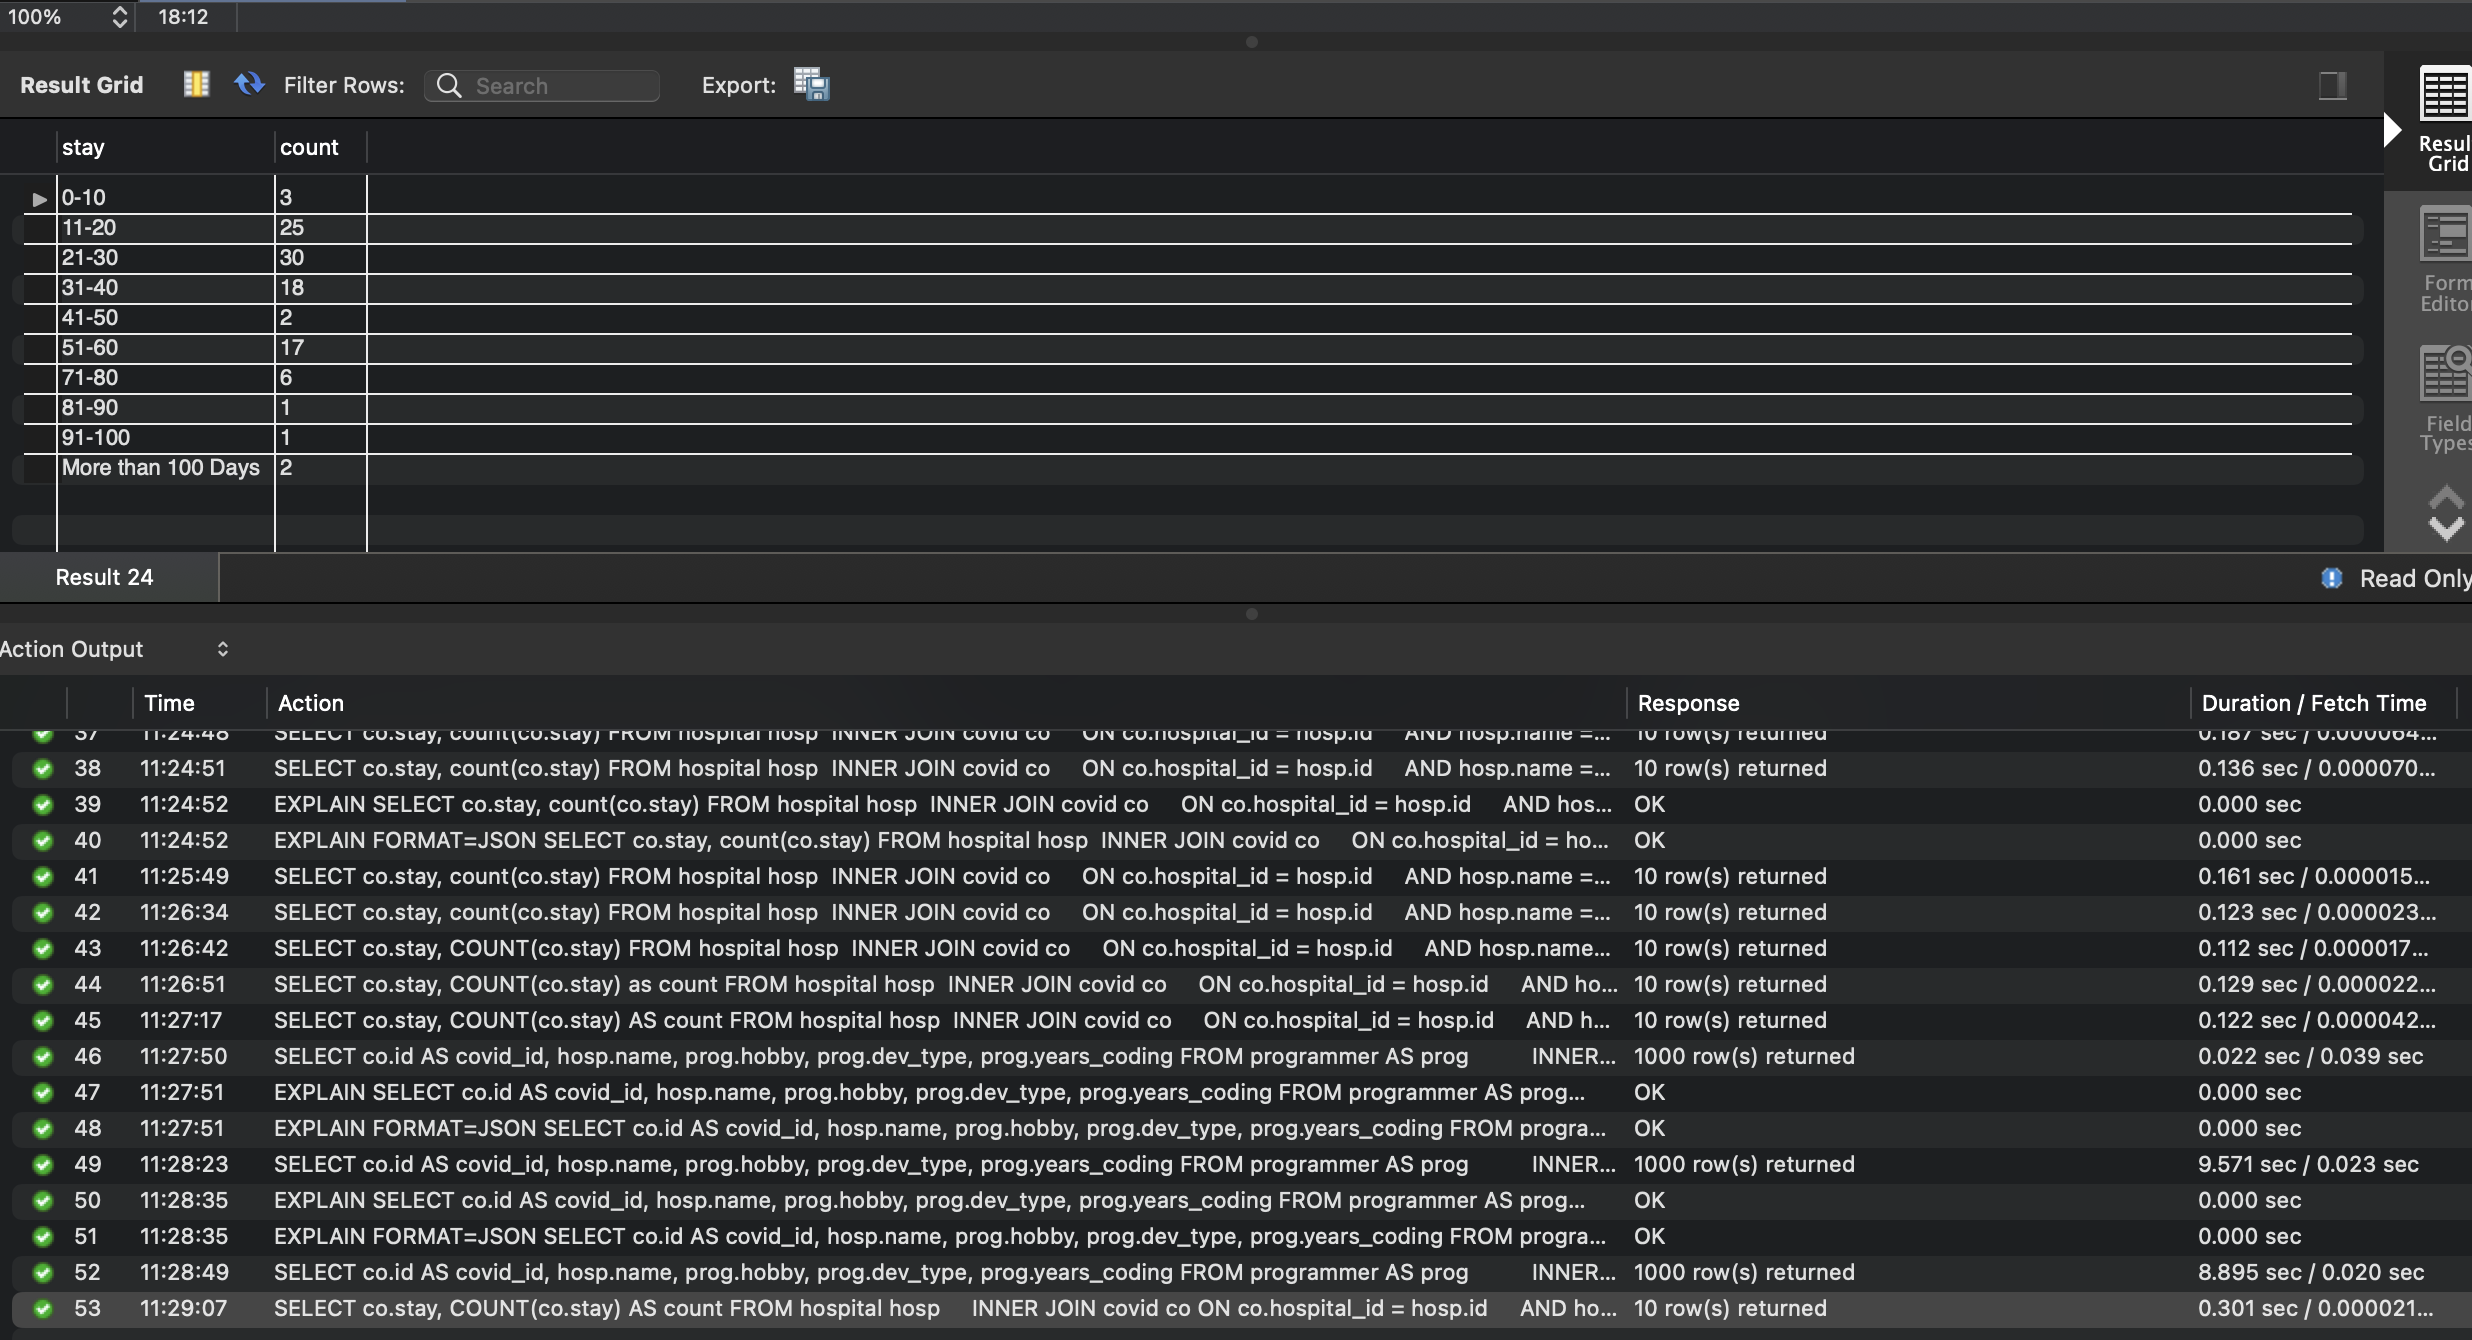 100% 18:12
Result Grid Filter Rows: Search Export:
stay count
0-10 3
11-20 25
21-30 30
31-40 18
41-50 2
51-60 17
71-80 6
81-90 1
91-100 1
More than 100 Days 2
Resul
Grid
Form
Edito
Field
Types
Result 24 Read Only
Action Output
Time Action Response Duration / Fetch Time
37 11:24:48 SELECT co.stay, count(co.stay) FROM hospital hosp INNER JOIN covid co ON co.hospital_id = hosp.id AND hosp.name =... 10 row(s) returned 0.187 sec / 0.000064...
38 11:24:51 SELECT co.stay, count(co.stay) FROM hospital hosp INNER JOIN covid co ON co.hospital_id = hosp.id AND hosp.name =... 10 row(s) returned 0.136 sec / 0.000070...
39 11:24:52 EXPLAIN SELECT co.stay, count(co.stay) FROM hospital hosp INNER JOIN covid co ON co.hospital_id = hosp.id AND hos... OK 0.000 sec
40 11:24:52 EXPLAIN FORMAT=JSON SELECT co.stay, count(co.stay) FROM hospital hosp INNER JOIN covid co ON co.hospital_id = ho... OK 0.000 sec
41 11:25:49 SELECT co.stay, count(co.stay) FROM hospital hosp INNER JOIN covid co ON co.hospital_id = hosp.id AND hosp.name =... 10 row(s) returned 0.161 sec / 0.000015...
42 11:26:34 SELECT co.stay, count(co.stay) FROM hospital hosp INNER JOIN covid co ON co.hospital_id = hosp.id AND hosp.name =... 10 row(s) returned 0.123 sec / 0.000023...
43 11:26:42 SELECT co.stay, COUNT(co.stay) FROM hospital hosp INNER JOIN covid co ON co.hospital_id = hosp.id AND hosp.name... 10 row(s) returned 0.112 sec / 0.000017...
44 11:26:51 SELECT co.stay, COUNT(co.stay) as count FROM hospital hosp INNER JOIN covid co ON co.hospital_id = hosp.id AND ho... 10 row(s) returned 0.129 sec / 0.000022...
45 11:27:17 SELECT co.stay, COUNT(co.stay) AS count FROM hospital hosp INNER JOIN covid co ON co.hospital_id = hosp.id AND h... 10 row(s) returned 0.122 sec / 0.000042...
46 11:27:50 SELECT co.id AS covid_id, hosp.name, prog.hobby, prog.dev_type, prog.years_coding FROM programmer AS prog INNER... 1000 row(s) returned 0.022 sec / 0.039 sec
47 11:27:51 EXPLAIN SELECT co.id AS covid_id, hosp.name, prog.hobby, prog.dev_type, prog.years_coding FROM programmer AS prog... OK 0.000 sec
48 11:27:51 EXPLAIN FORMAT=JSON SELECT co.id AS covid_id, hosp.name, prog.hobby, prog.dev_type, prog.years_coding FROM progra... OK 0.000 sec
49 11:28:23 SELECT co.id AS covid_id, hosp.name, prog.hobby, prog.dev_type, prog.years_coding FROM programmer AS prog INNER... 1000 row(s) returned 9.571 sec / 0.023 sec
50 11:28:35 EXPLAIN SELECT co.id AS covid_id, hosp.name, prog.hobby, prog.dev_type, prog.years_coding FROM programmer AS prog... OK 0.000 sec
51 11:28:35 EXPLAIN FORMAT=JSON SELECT co.id AS covid_id, hosp.name, prog.hobby, prog.dev_type, prog.years_coding FROM progra... OK 0.000 sec
52 11:28:49 SELECT co.id AS covid_id, hosp.name, prog.hobby, prog.dev_type, prog.years_coding FROM programmer AS prog INNER... 1000 row(s) returned 8.895 sec / 0.020 sec
53 11:29:07 SELECT co.stay, COUNT(co.stay) AS count FROM hospital hosp INNER JOIN covid co ON co.hospital_id = hosp.id AND ho... 10 row(s) returned 0.301 sec / 0.000021...